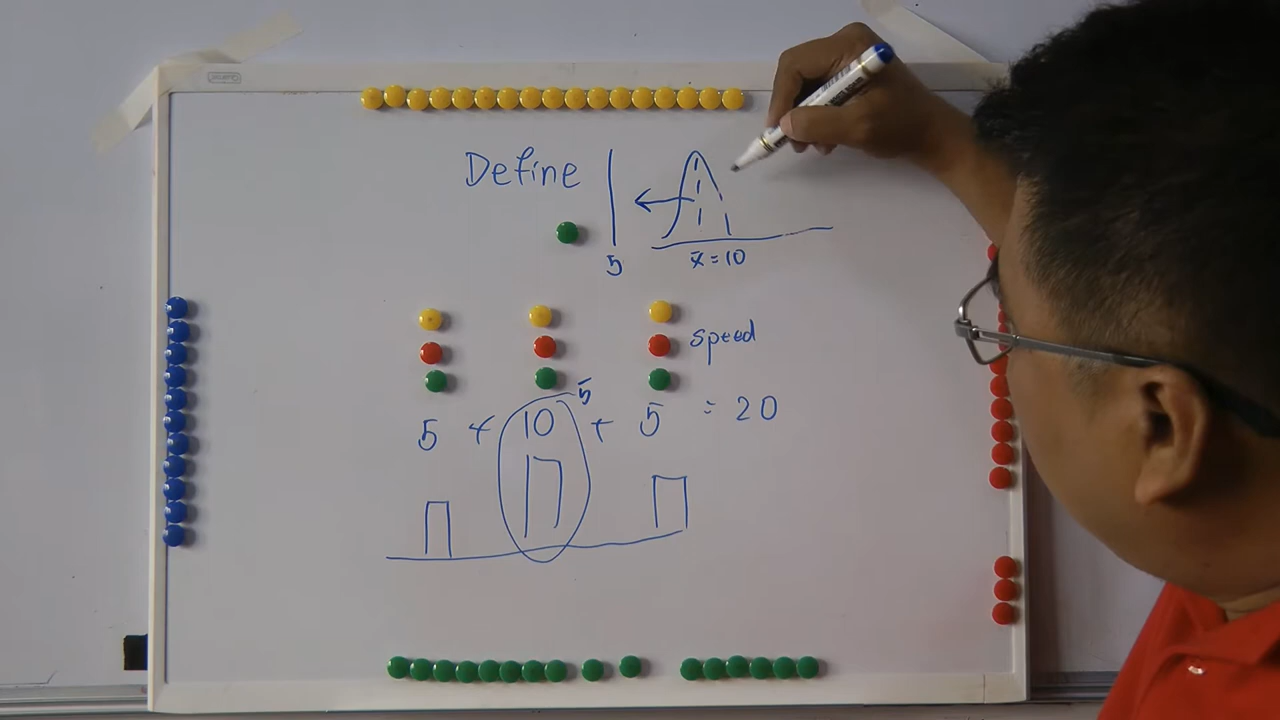 Define
5 x̄=10
speed
5
5 + 10 + 5 = 20